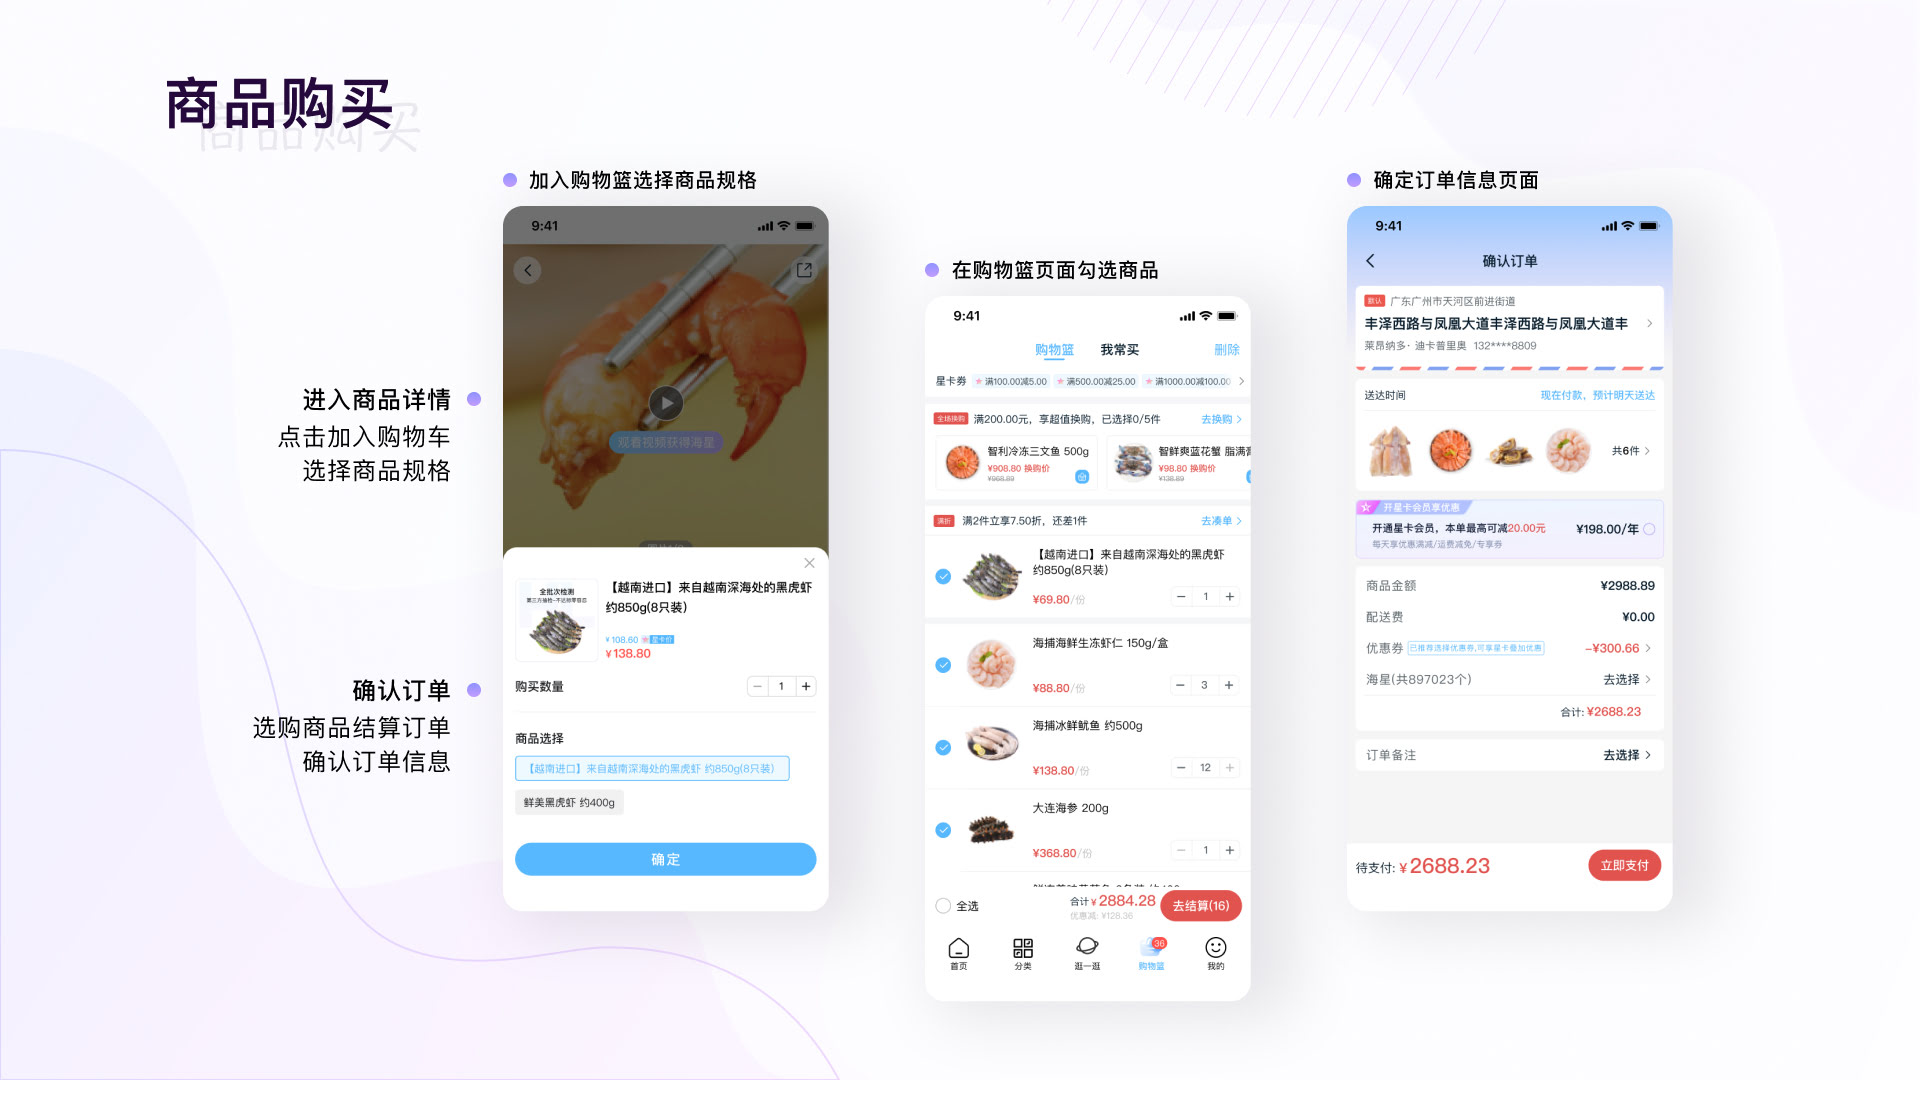 商品购买
商品购买
进入商品详情
点击加入购物车
选择商品规格
确认订单
选购商品结算订单
确认订单信息
加入购物篮选择商品规格
9:41
观看视频获得海星
【越南进口】来自越南深海处的黑虎虾
约850g(8只装)
全批次检测
¥108.60 星卡价
¥138.80
购买数量
1
商品选择
【越南进口】来自越南深海处的黑虎虾 约850g(8只装)
鲜美黑虎虾 约400g
确定
在购物篮页面勾选商品
9:41
购物篮 我常买 删除
星卡券 满100.00减5.00 满500.00减25.00 满1000.00减100.00
全场换购 满200.00元，享超值换购，已选择0/5件 去换购
智利冷冻三文鱼 500g
¥908.80 换购价
¥968.89
智鲜爽蓝花蟹 脂满膏
¥98.80 换购价
¥138.89
满折 满2件立享7.50折，还差1件 去凑单
【越南进口】来自越南深海处的黑虎虾
约850g(8只装)
¥69.80/份 1
海捕海鲜生冻虾仁 150g/盒
¥88.80/份 3
海捕冰鲜鱿鱼 约500g
¥138.80/份 12
大连海参 200g
¥368.80/份 1
全选
合计 ¥2884.28
优惠减: ¥128.36
去结算(16)
首页 分类 逛一逛 购物篮 我的
36
确定订单信息页面
9:41
确认订单
默认 广东广州市天河区前进街道
丰泽西路与凤凰大道丰泽西路与凤凰大道丰
莱昂纳多· 迪卡普里奥 132****8809
送达时间 现在付款，预计明天送达
共6件
开星卡会员享优惠
开通星卡会员，本单最高可减20.00元 ¥198.00/年
每天享优惠满减/运费减免/专享券
商品金额 ¥2988.89
配送费 ¥0.00
优惠券 已推荐选择优惠券,可享星卡叠加优惠 -¥300.66
海星(共897023个) 去选择
合计: ¥2688.23
订单备注 去选择
待支付: ¥2688.23 立即支付